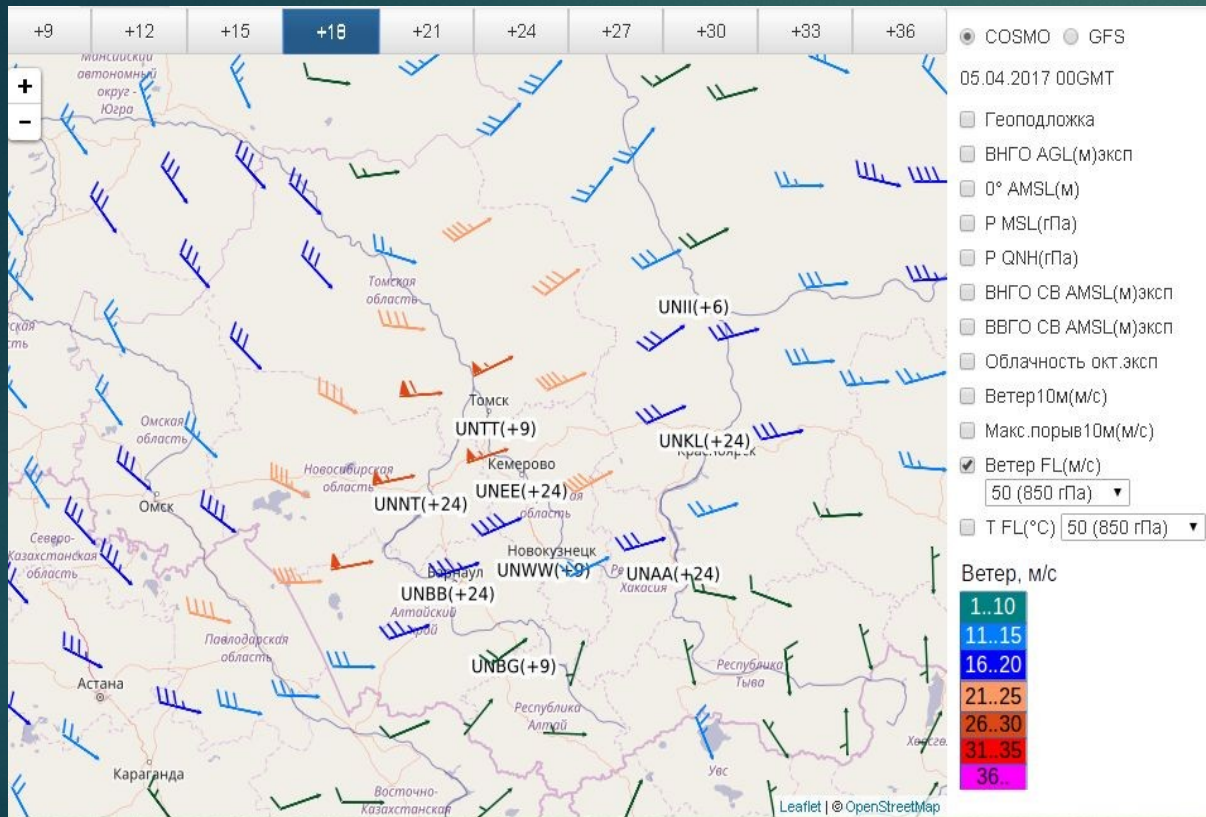 +9
+12
+15
+18
+21
+24
+27
+30
+33
+36
+
−
Мансийский
автономный
округ -
Югра
Томская
область
UNII(+6)
Томск
UNTT(+9)
Омская
область
UNKL(+24)
Кемерово
Новосибирская
область
UNNT(+24)
UNEE(+24)
область
Омск
Северо-
Казахстанская
область
Новокузнецк
UNWW(+9)
UNAA(+24)
Хакасия
Барнаул
UNBB(+24)
Алтайский
Павлодарская
область
UNBG(+9)
Республика
Тыва
Астана
Республика
Алтай
Увс
Караганда
Восточно-
Казахстанская
Leaflet | © OpenStreetMap
COSMO GFS
05.04.2017 00GMT
Геоподложка
ВНГО AGL(м)эксп
0° AMSL(м)
P MSL(гПа)
P QNH(гПа)
ВНГО СВ AMSL(м)эксп
ВВГО СВ AMSL(м)эксп
Облачность окт.эксп
Ветер10м(м/с)
Макс.порыв10м(м/с)
Ветер FL(м/с)
50 (850 гПа)
T FL(°C) 50 (850 гПа)
Ветер, м/с
1..10
11..15
16..20
21..25
26..30
31..35
36..